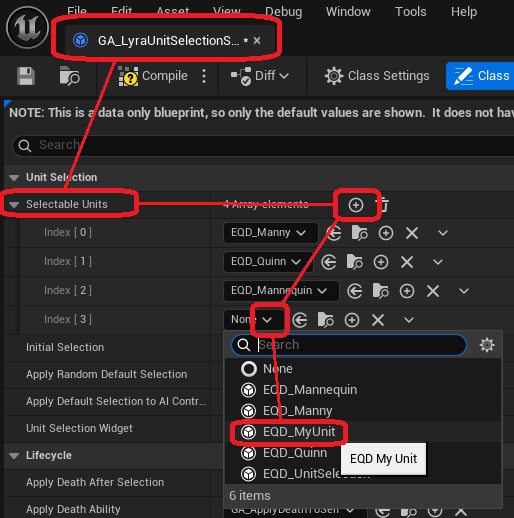 File Edit Asset View Debug Window Help
GA_LyraUnitSelectionS... •
Compile
Diff
Class Settings
Class
NOTE: This is a data only blueprint, so only the default values are shown. It does not hav
Search
Unit Selection
Selectable Units 4 Array elements
Index [ 0 ] EQD_Manny
Index [ 1 ] EQD_Quinn
Index [ 2 ] EQD_Mannequin
Index [ 3 ] None
Search
Initial Selection
None
Apply Random Default Selection
EQD_Mannequin
Apply Default Selection to AI Contr...
EQD_Manny
Unit Selection Widget
EQD_MyUnit
EQD_Quinn
EQD My Unit
Lifecycle
EQD_UnitSelection
Apply Death After Selection
6 items
Apply Death Ability GA_ApplyDeathToSelf